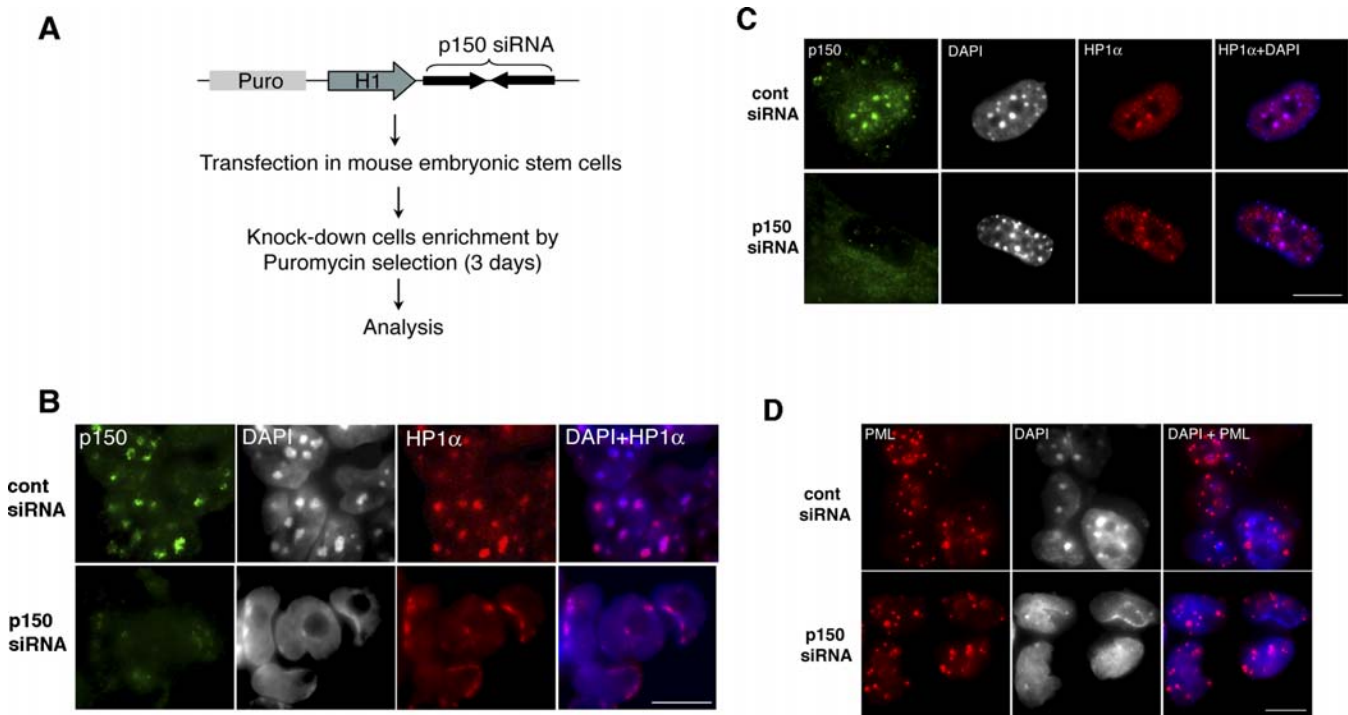 A
p150 siRNA
Puro
H1
Transfection in mouse embryonic stem cells
Knock-down cells enrichment by
Puromycin selection (3 days)
Analysis
B
p150
DAPI
HP1α
DAPI+HP1α
cont
siRNA
p150
siRNA
C
p150
DAPI
HP1α
HP1α+DAPI
cont
siRNA
p150
siRNA
D
PML
DAPI
DAPI + PML
cont
siRNA
p150
siRNA